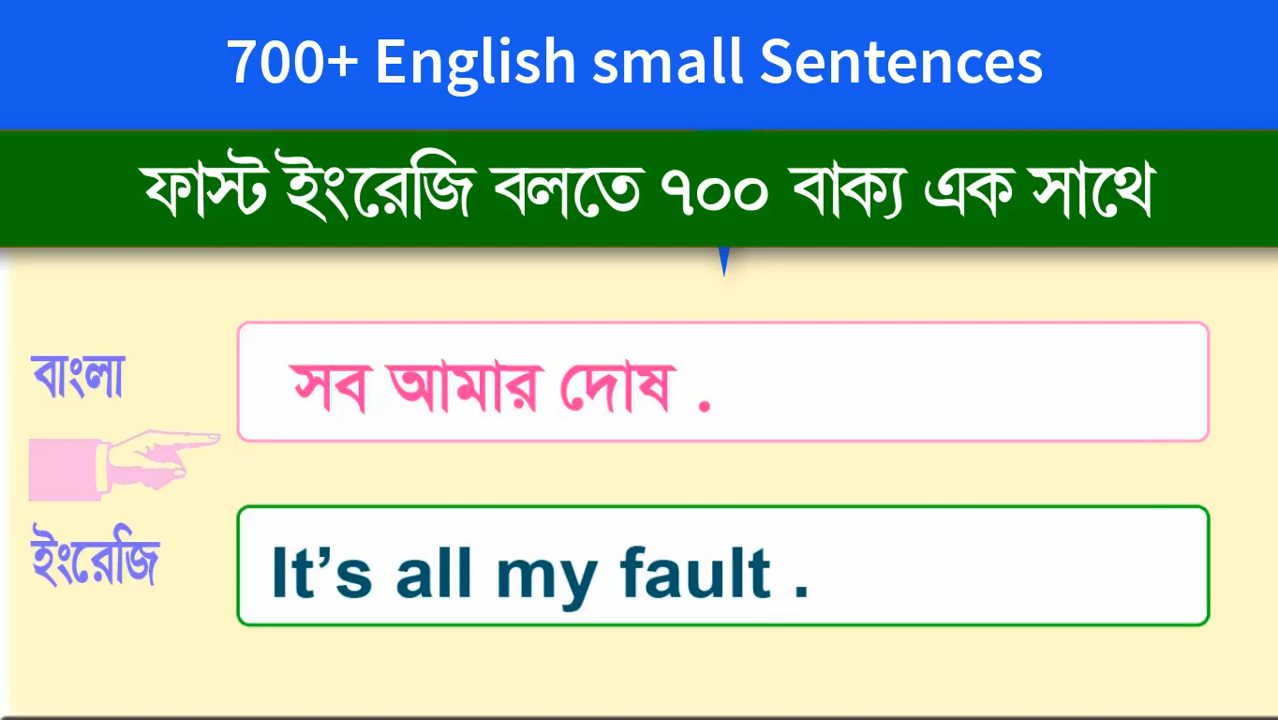 700+ English small Sentences
ফাস্ট ইংরেজি বলতে ৭০০ বাক্য এক সাথে
বাংলা
সব আমার দোষ .
ইংরেজি
It’s all my fault .